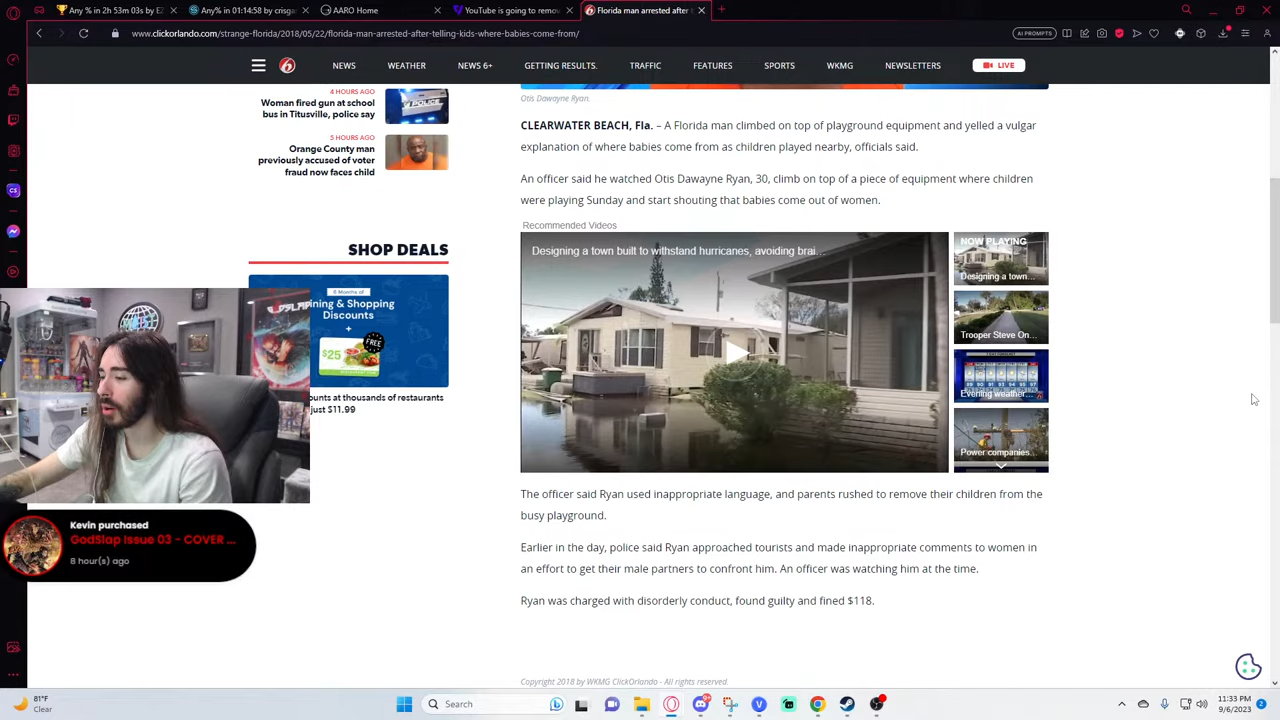 Any % in 2h 53m 03s by EZ
Any% in 01:14:58 by crisgar
AARO Home
YouTube is going to remov
Florida man arrested after t
www.clickorlando.com/strange-florida/2018/05/22/florida-man-arrested-after-telling-kids-where-babies-come-from/
AI PROMPTS
NEWS
WEATHER
NEWS 6+
GETTING RESULTS.
TRAFFIC
FEATURES
SPORTS
WKMG
NEWSLETTERS
LIVE
4 HOURS AGO
Woman fired gun at school
bus in Titusville, police say
5 HOURS AGO
Orange County man
previously accused of voter
fraud now faces child
SHOP DEALS
6 Months of
ining & Shopping
Discounts
+
FREE
$25
ounts at thousands of restaurants
just $11.99
Otis Dawayne Ryan.
CLEARWATER BEACH, Fla. – A Florida man climbed on top of playground equipment and yelled a vulgar
explanation of where babies come from as children played nearby, officials said.
An officer said he watched Otis Dawayne Ryan, 30, climb on top of a piece of equipment where children
were playing Sunday and start shouting that babies come out of women.
Recommended Videos
Designing a town built to withstand hurricanes, avoiding brai...
NOW PLAYING
Designing a town...
Trooper Steve On...
Evening weather...
Power companies...
The officer said Ryan used inappropriate language, and parents rushed to remove their children from the
busy playground.
Earlier in the day, police said Ryan approached tourists and made inappropriate comments to women in
an effort to get their male partners to confront him. An officer was watching him at the time.
Ryan was charged with disorderly conduct, found guilty and fined $118.
Copyright 2018 by WKMG ClickOrlando - All rights reserved.
Kevin purchased
GodSlap Issue 03 - COVER ...
8 hour(s) ago
81°F
Clear
Search
11:33 PM
9/6/2023